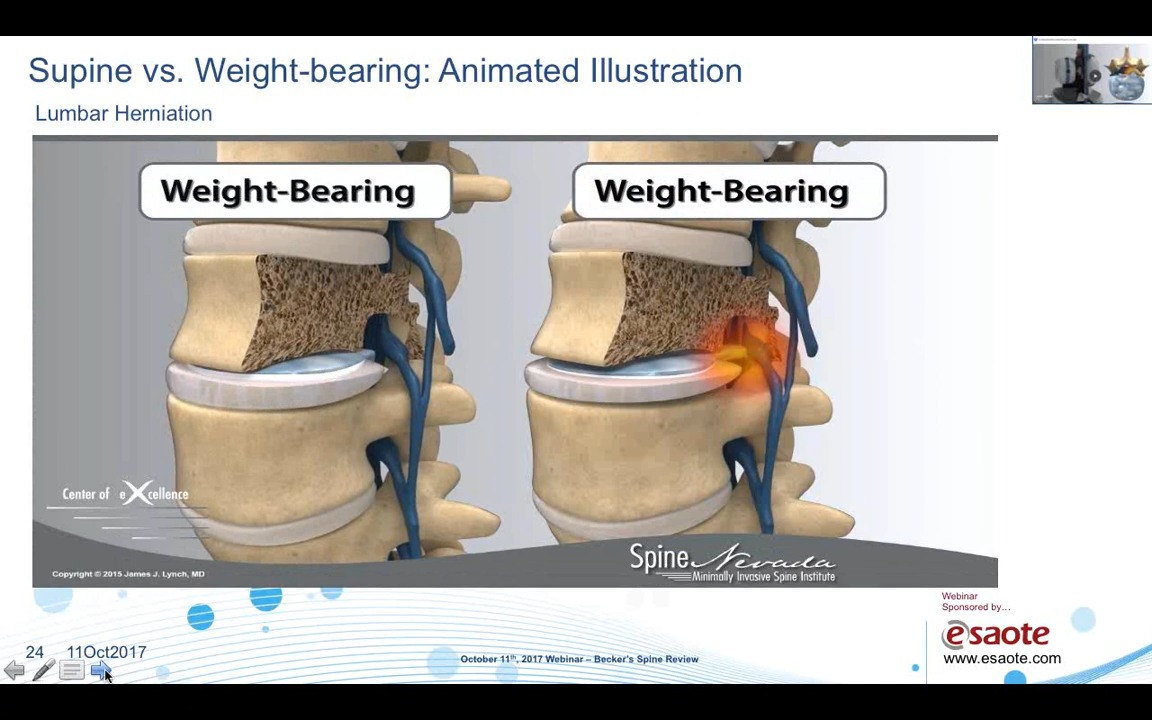 Supine vs. Weight-bearing: Animated Illustration
Lumbar Herniation
Weight-Bearing
Weight-Bearing
Center of eXcellence
Copyright © 2015 James J. Lynch, MD
Spine Nevada
Minimally Invasive Spine Institute
Webinar
Sponsored by…
esaote
www.esaote.com
24 11Oct2017
October 11th, 2017 Webinar – Becker's Spine Review